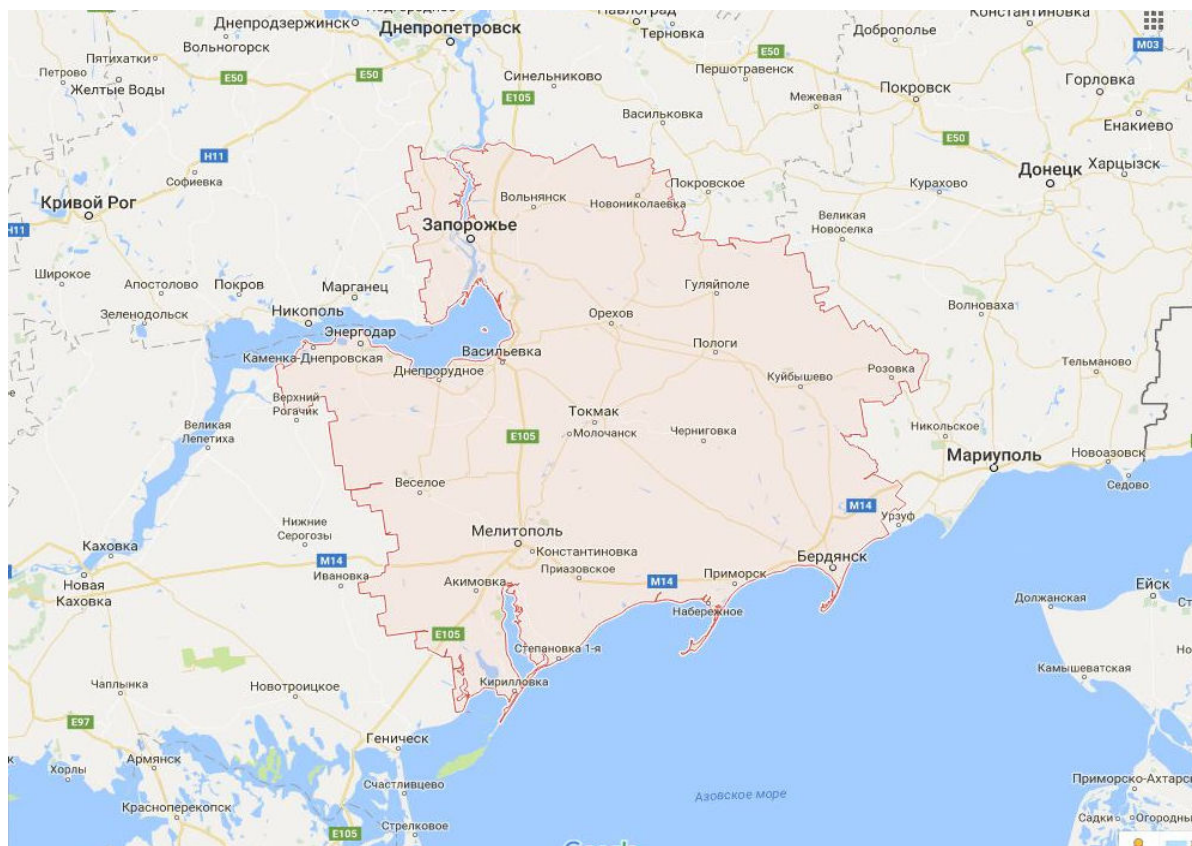 Константиновка
Днепродзержинск
Павлоград
Днепропетровск
Терновка
Доброполье
M03
Вольногорск
Пятихатки
E50
E50
E50
Петрово
Желтые Воды
Синельниково
Першотравенск
Горловка
E105
Межевая
Покровск
Васильковка
Енакиево
E50
H11
Софиевка
Донецк
Харцызск
Курахово
Покровское
Кривой Рог
Вольнянск
Новониколаевка
H11
Запорожье
Великая
Новоселка
Широкое
Апостолово
Покров
Марганец
Гуляйполе
Волноваха
Зеленодольск
Никополь
Орехов
Энергодар
Каменка-Днепровская
Васильевка
Пологи
Тельманово
Днепрорудное
Куйбышево
Розовка
Верхний
Рогачик
Токмак
Великая
Лепетиха
E105
Молочанск
Черниговка
Никольское
Мариуполь
Новоазовск
Седово
Веселое
M14
Урзуф
Нижние
Серогозы
Мелитополь
Каховка
Константиновка
Бердянск
M14
Новая
Каховка
Ивановка
Акимовка
Приазовское
M14
Приморск
Ейск
Должанская
Набережное
E105
Степановка 1-я
Камышеватская
Чаплынка
Новотроицкое
Кирилловка
E97
Геническ
Армянск
Хорлы
Счастливцево
Приморско-Ахтарск
Азовское море
Красноперекопск
Стрелковое
Садки
Огородный
E105
Google